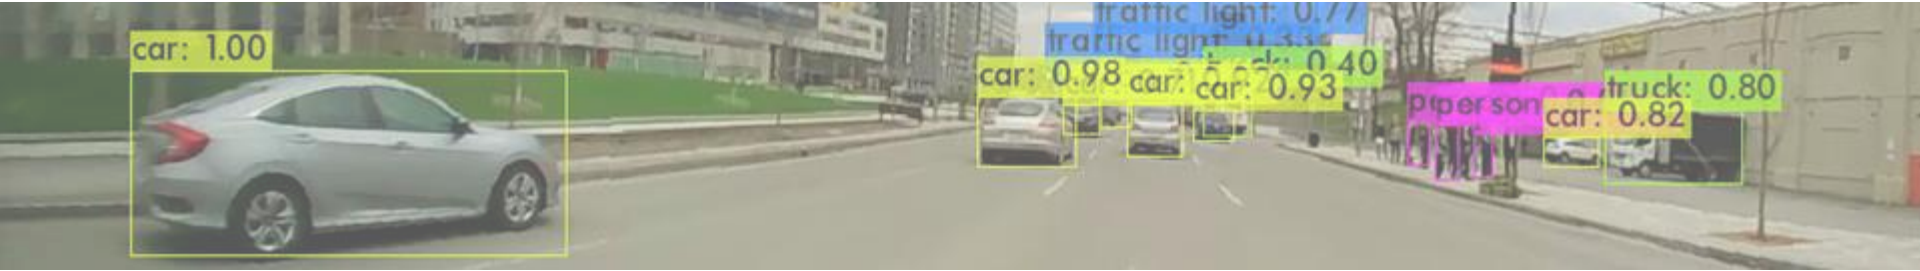 traffic light: 0.77
traffic light:
car: 1.00
0.40
car: 0.98
car:
car: 0.93
person
truck: 0.80
car: 0.82